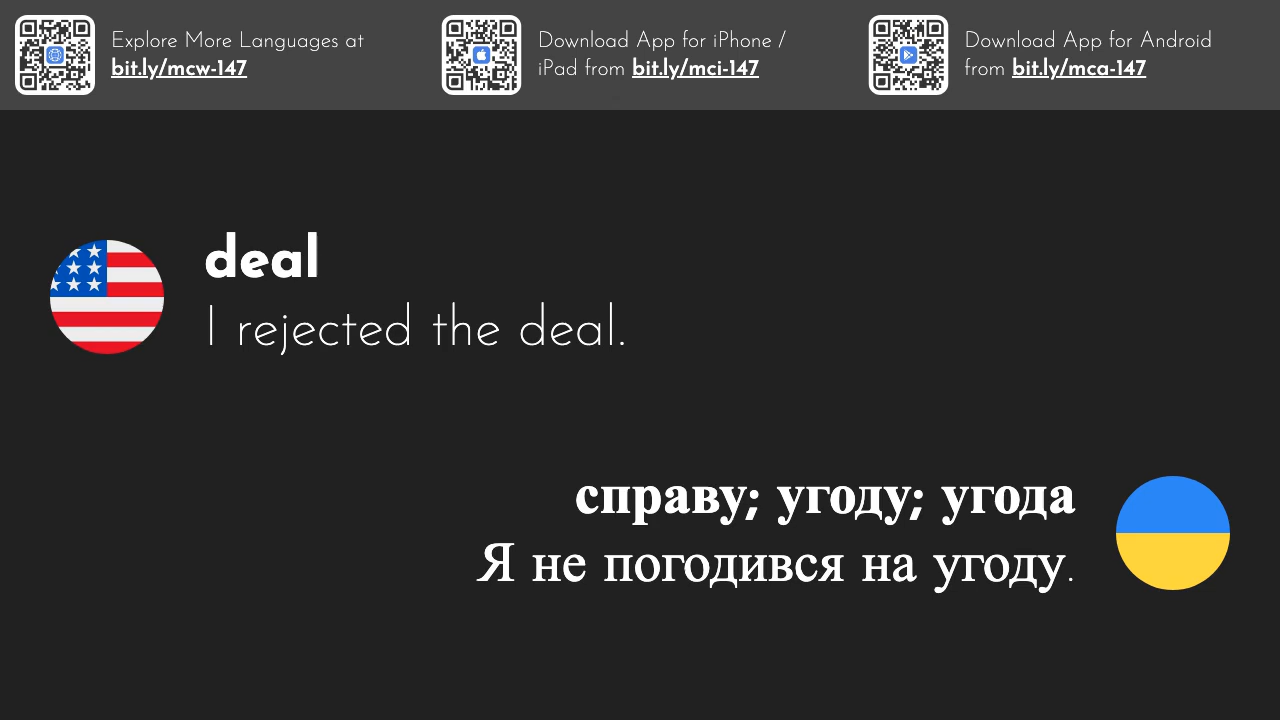 Explore More Languages at
bit.ly/mcw-147
Download App for iPhone /
iPad from bit.ly/mci-147
Download App for Android
from bit.ly/mca-147
deal
I rejected the deal.
справу; угоду; угода
Я не погодився на угоду.